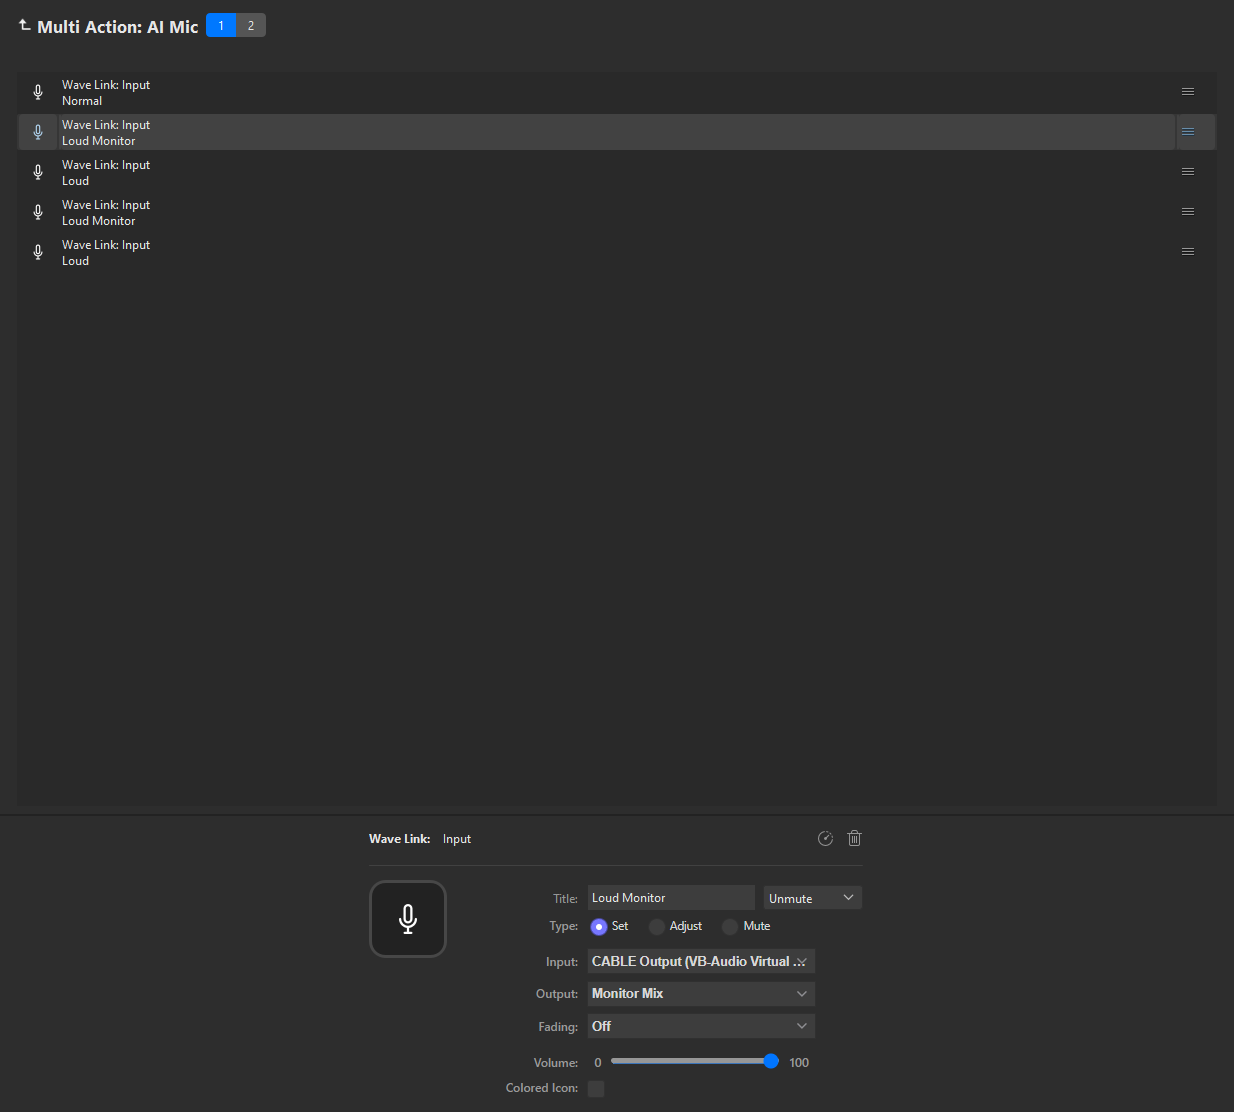 Multi Action: AI Mic 1 2
Wave Link: Input
Normal
Wave Link: Input
Loud Monitor
Wave Link: Input
Loud
Wave Link: Input
Loud Monitor
Wave Link: Input
Loud
Wave Link: Input
Title: Loud Monitor Unmute
Type: Set Adjust Mute
Input: CABLE Output (VB-Audio Virtual ...
Output: Monitor Mix
Fading: Off
Volume: 0 100
Colored Icon: